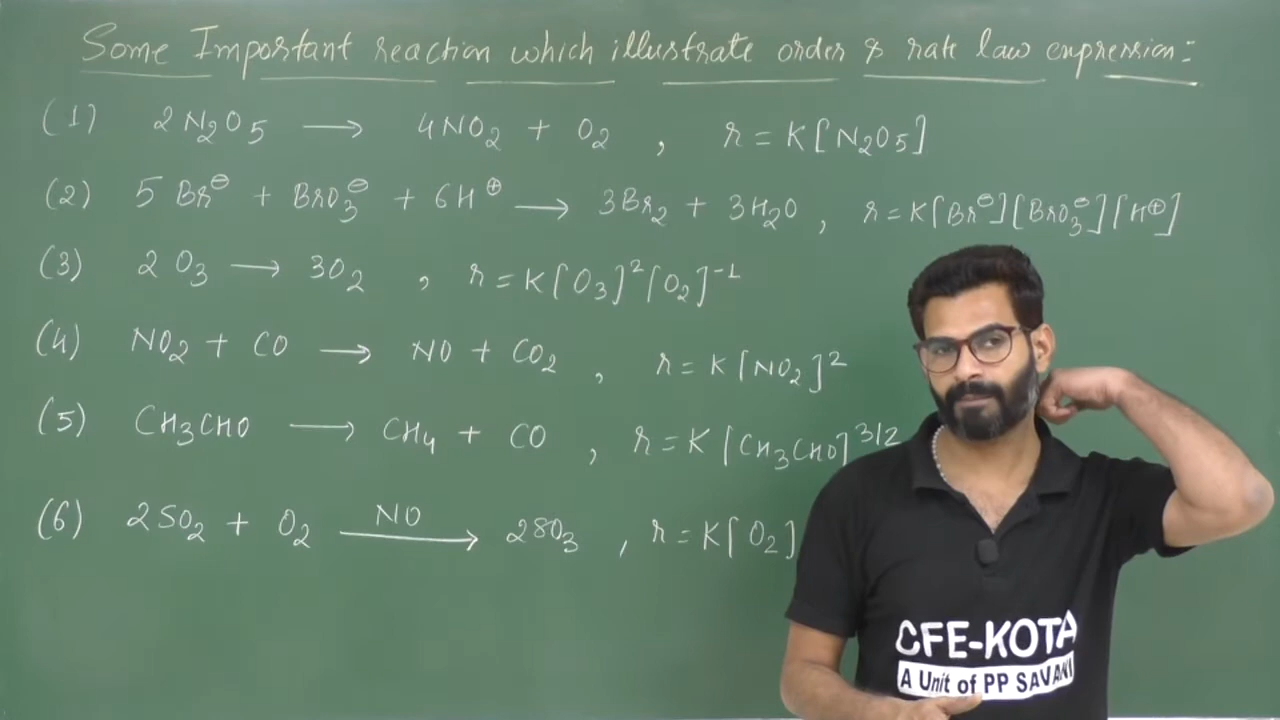 Some Important reaction which illustrate order & rate law expression:
(1) 2N₂O₅ → 4NO₂ + O₂ , r = K[N₂O₅]
(2) 5Br⊖ + BrO₃⊖ + 6H⊕ → 3Br₂ + 3H₂O , r = K[Br⊖][BrO₃⊖][H⊕]
(3) 2O₃ → 3O₂ , r = K[O₃]²[O₂]⁻¹
(4) NO₂ + CO → NO + CO₂ , r = K[NO₂]²
(5) CH₃CHO → CH₄ + CO , r = K[CH₃CHO]^3/2
(6) 2SO₂ + O₂ —NO→ 2SO₃ , r = K[O₂]
CFE-KOTA
A Unit of PP SAVANI